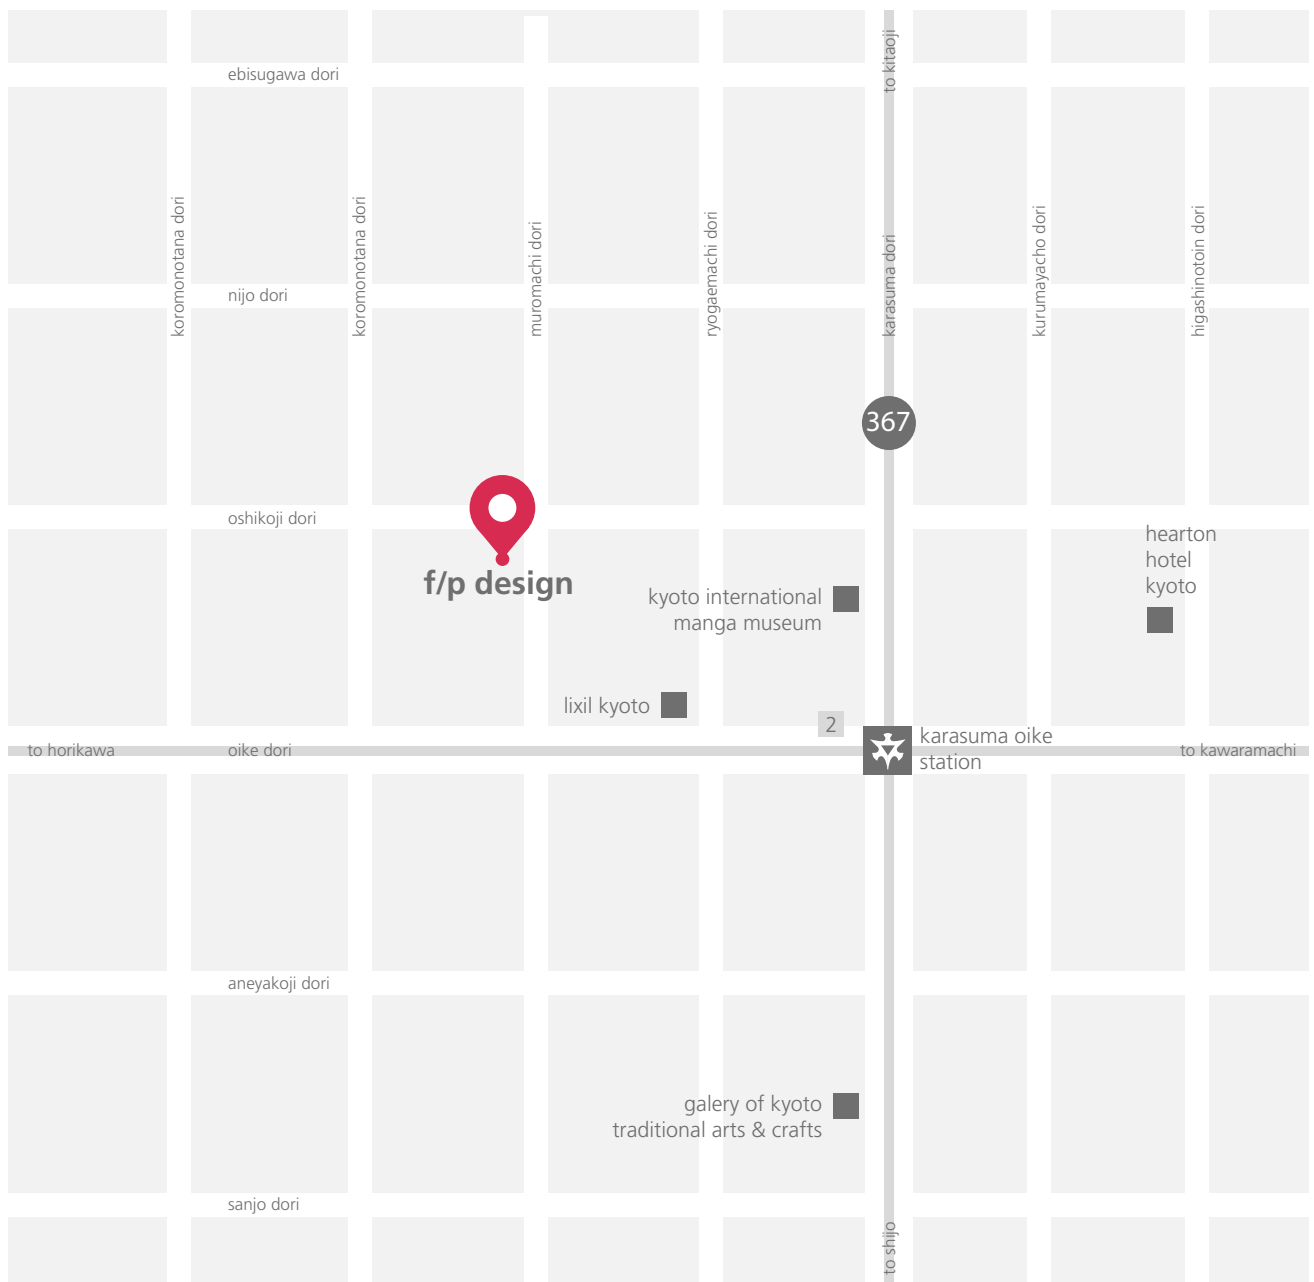 to kitaoji
ebisugawa dori
koromonotana dori
koromonotana dori
muromachi dori
ryogaemachi dori
karasuma dori
kurumayacho dori
higashinotoin dori
nijo dori
367
oshikoji dori
f/p design
hearton
hotel
kyoto
kyoto international
manga museum
lixil kyoto
2
karasuma oike
station
to horikawa
oike dori
to kawaramachi
aneyakoji dori
galery of kyoto
traditional arts & crafts
sanjo dori
to shijo